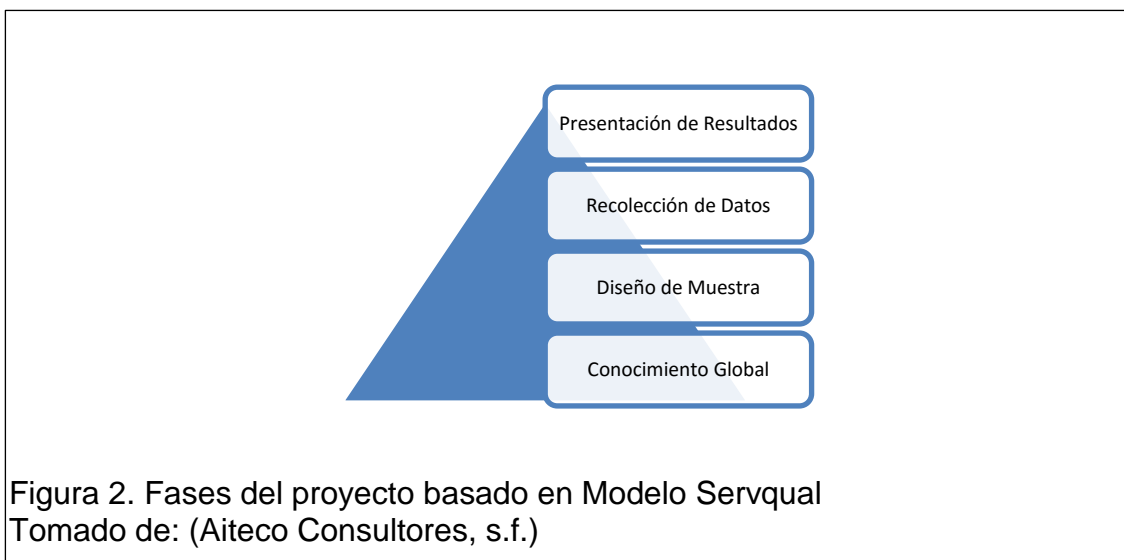 Presentación de Resultados
Recolección de Datos
Diseño de Muestra
Conocimiento Global
Figura 2. Fases del proyecto basado en Modelo Servqual
Tomado de: (Aiteco Consultores, s.f.)